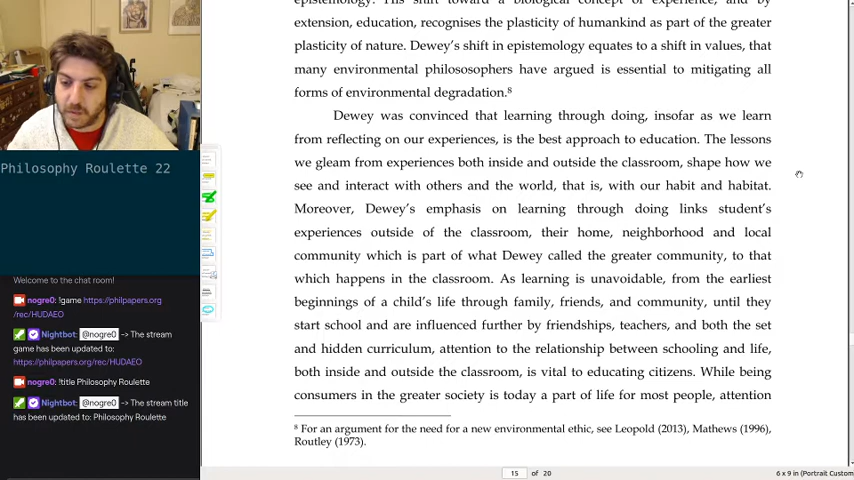 epistemology. His shift toward a biological concept of experience, and by
extension, education, recognises the plasticity of humankind as part of the greater
plasticity of nature. Dewey's shift in epistemology equates to a shift in values, that
many environmental philososophers have argued is essential to mitigating all
forms of environmental degradation.⁸
Dewey was convinced that learning through doing, insofar as we learn
from reflecting on our experiences, is the best approach to education. The lessons
we gleam from experiences both inside and outside the classroom, shape how we
see and interact with others and the world, that is, with our habit and habitat.
Moreover, Dewey's emphasis on learning through doing links student's
experiences outside of the classroom, their home, neighborhood and local
community which is part of what Dewey called the greater community, to that
which happens in the classroom. As learning is unavoidable, from the earliest
beginnings of a child's life through family, friends, and community, until they
start school and are influenced further by friendships, teachers, and both the set
and hidden curriculum, attention to the relationship between schooling and life,
both inside and outside the classroom, is vital to educating citizens. While being
consumers in the greater society is today a part of life for most people, attention
⁸ For an argument for the need for a new environmental ethic, see Leopold (2013), Mathews (1996),
Routley (1973).
15 of 20
6 x 9 in (Portrait Custom
Philosophy Roulette 22
Welcome to the chat room!
nogre0: !game https://philpapers.org
/rec/HUDAEO
Nightbot: @nogre0 -> The stream
game has been updated to:
https://philpapers.org/rec/HUDAEO
nogre0: !title Philosophy Roulette
Nightbot: @nogre0 -> The stream title
has been updated to: Philosophy Roulette